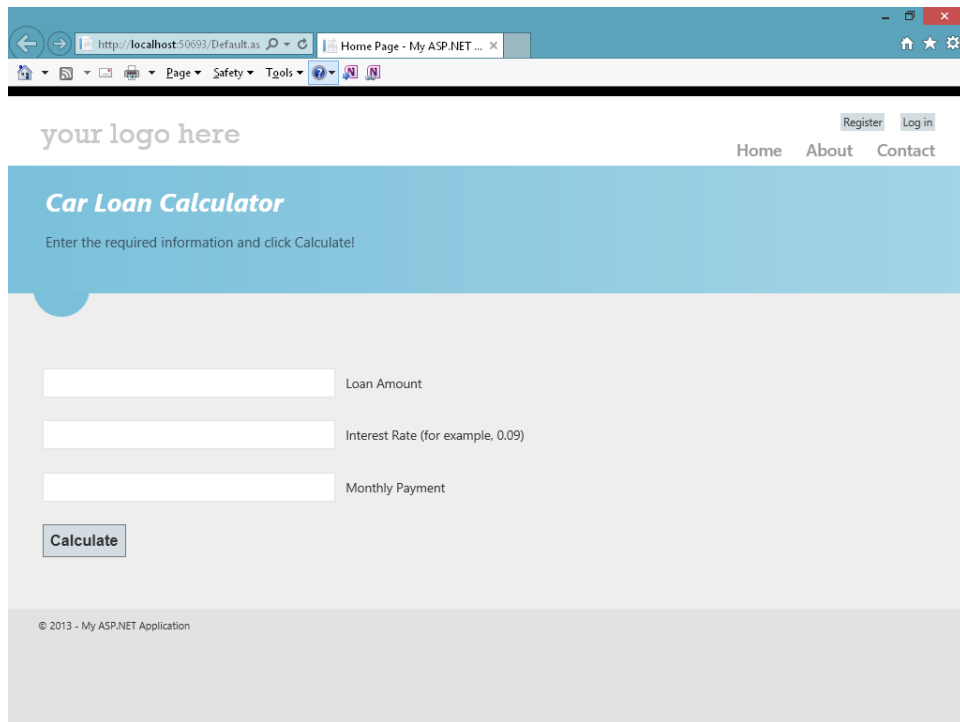 http://localhost:50693/Default.as
Home Page - My ASP.NET ...
Page
Safety
Tools
your logo here
Register
Log in
Home
About
Contact
Car Loan Calculator
Enter the required information and click Calculate!
Loan Amount
Interest Rate (for example, 0.09)
Monthly Payment
Calculate
© 2013 - My ASP.NET Application